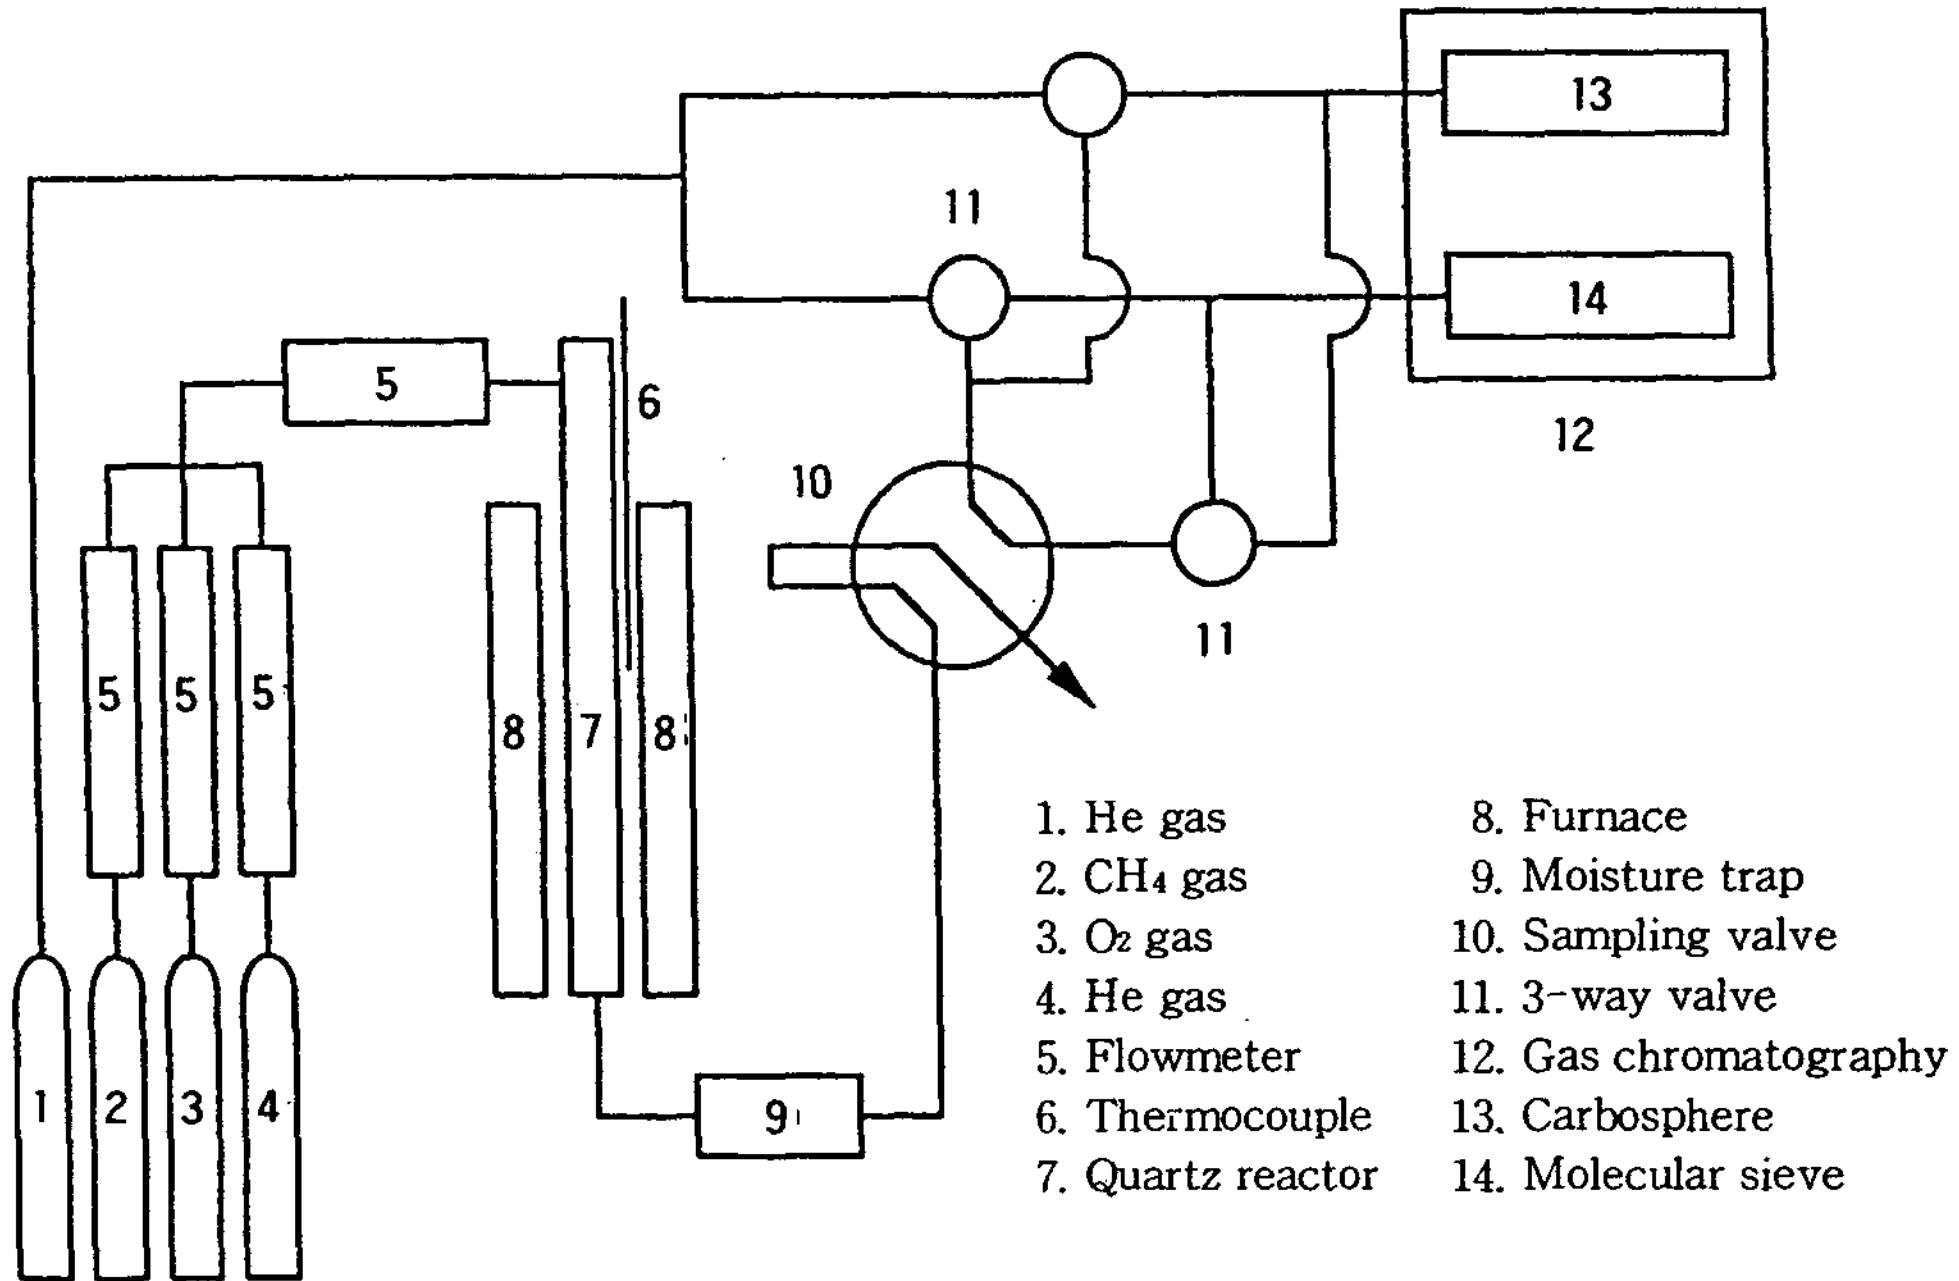 13
11
14
5
6
12
10
11
5 5 5
8 7 8
1 2 3 4
9
1. He gas
2. CH₄ gas
3. O₂ gas
4. He gas
5. Flowmeter
6. Thermocouple
7. Quartz reactor
8. Furnace
9. Moisture trap
10. Sampling valve
11. 3-way valve
12. Gas chromatography
13. Carbosphere
14. Molecular sieve